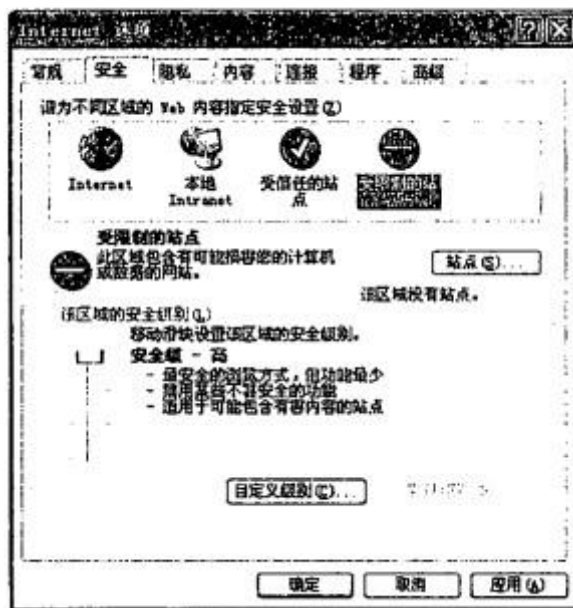 Internet 选项
常规 安全 隐私 内容 连接 程序 高级
请为不同区域的 Web 内容指定安全设置(Z)
Internet
本地
Intranet
受信任的站
点
受限制的站
受限制的站点
此区域包含可能损害您的计算机
或数据的网站。
站点(S)...
该区域没有站点。
该区域的安全级别(L)
移动滑块设置该区域的安全级别。
安全级 - 高
- 最安全的浏览方式，但功能最少
- 禁用某些不够安全的功能
- 适用于可能包含有害内容的站点
自定义级别(C)...
确定 取消 应用(A)